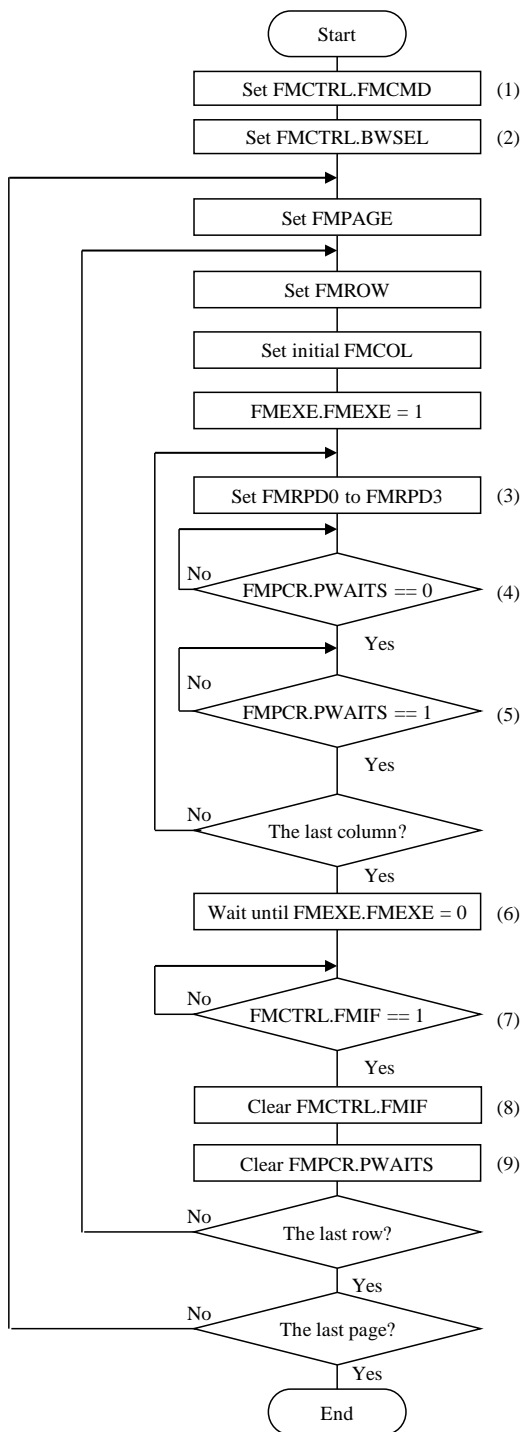 Start
Set FMCTRL.FMCMD (1)
Set FMCTRL.BWSEL (2)
Set FMPAGE
Set FMROW
Set initial FMCOL
FMEXE.FMEXE = 1
Set FMRPD0 to FMRPD3 (3)
No
FMPCR.PWAITS == 0 (4)
Yes
No
FMPCR.PWAITS == 1 (5)
Yes
No
The last column?
Yes
Wait until FMEXE.FMEXE = 0 (6)
No
FMCTRL.FMIF == 1 (7)
Yes
Clear FMCTRL.FMIF (8)
Clear FMPCR.PWAITS (9)
No
The last row?
Yes
No
The last page?
Yes
End